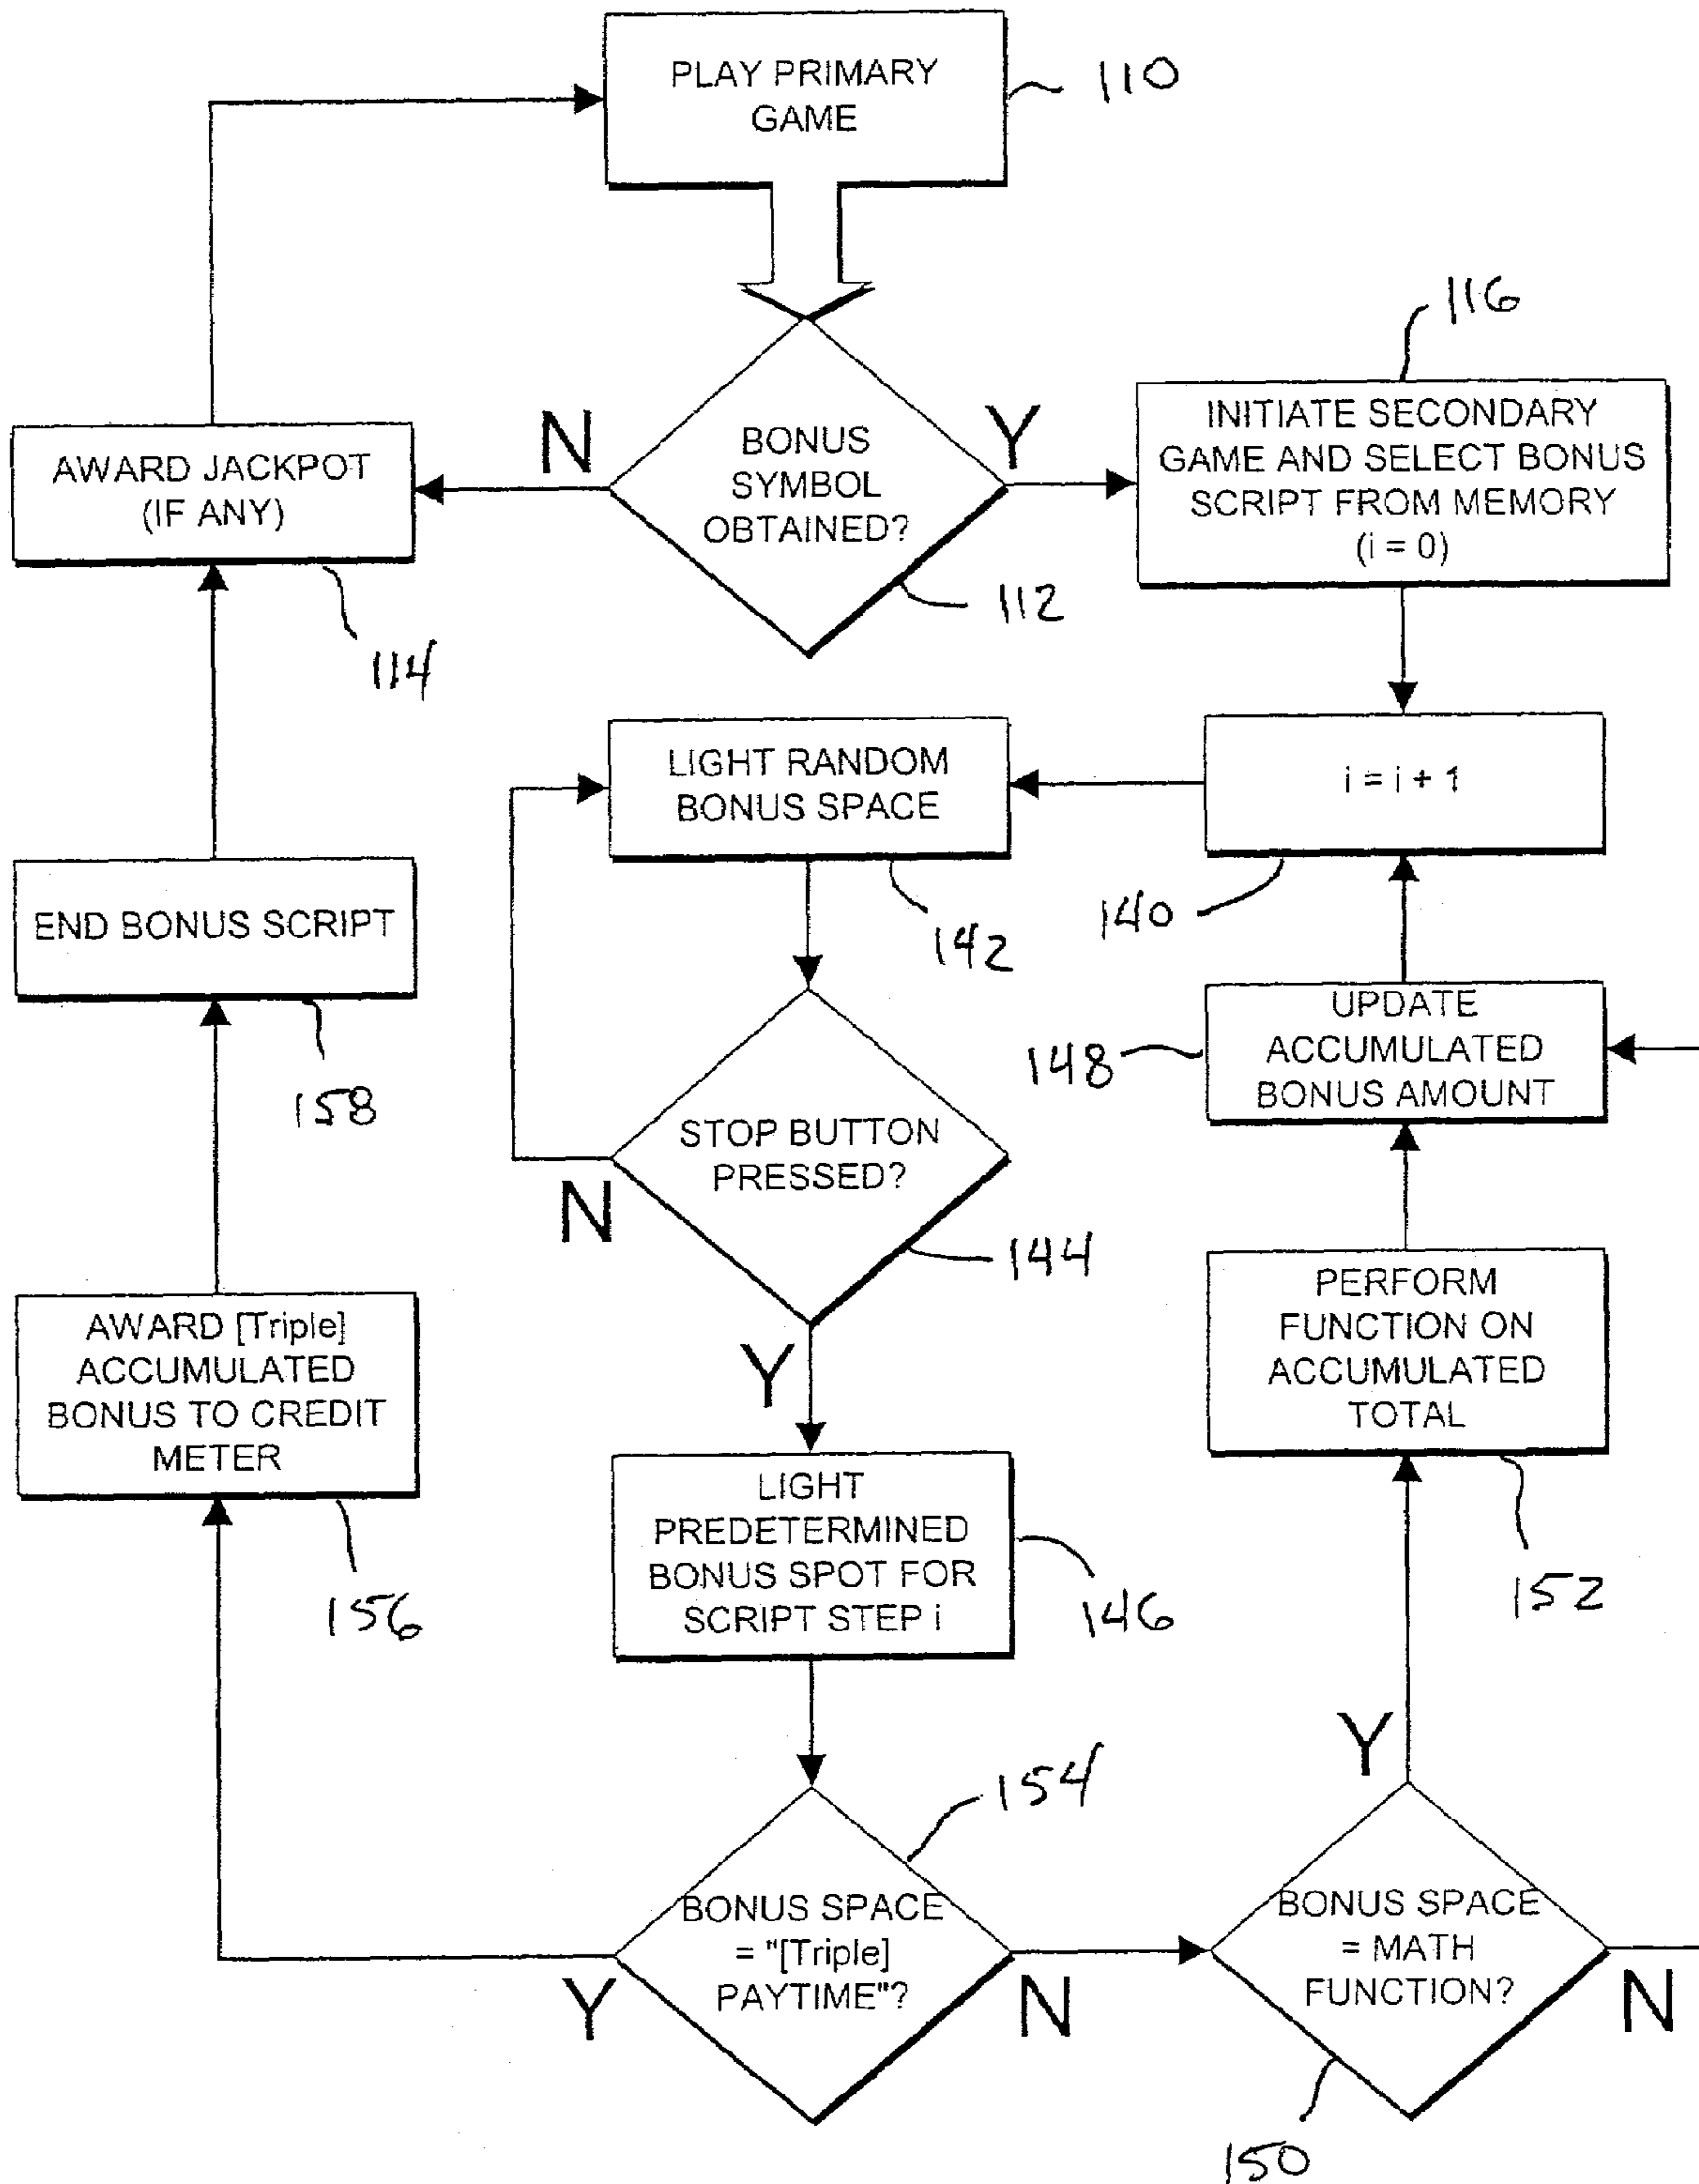 PLAY PRIMARY
GAME
110
116
INITIATE SECONDARY
GAME AND SELECT BONUS
SCRIPT FROM MEMORY
(i = 0)
N
Y
BONUS
SYMBOL
OBTAINED?
AWARD JACKPOT
(IF ANY)
112
114
LIGHT RANDOM
BONUS SPACE
i = i + 1
142
140
END BONUS SCRIPT
158
UPDATE
ACCUMULATED
BONUS AMOUNT
148
STOP BUTTON
PRESSED?
N
144
Y
PERFORM
FUNCTION ON
ACCUMULATED
TOTAL
152
AWARD [Triple]
ACCUMULATED
BONUS TO CREDIT
METER
156
LIGHT
PREDETERMINED
BONUS SPOT FOR
SCRIPT STEP i
146
154
Y
BONUS SPACE
= "[Triple]
PAYTIME"?
Y
N
BONUS SPACE
= MATH
FUNCTION?
N
150